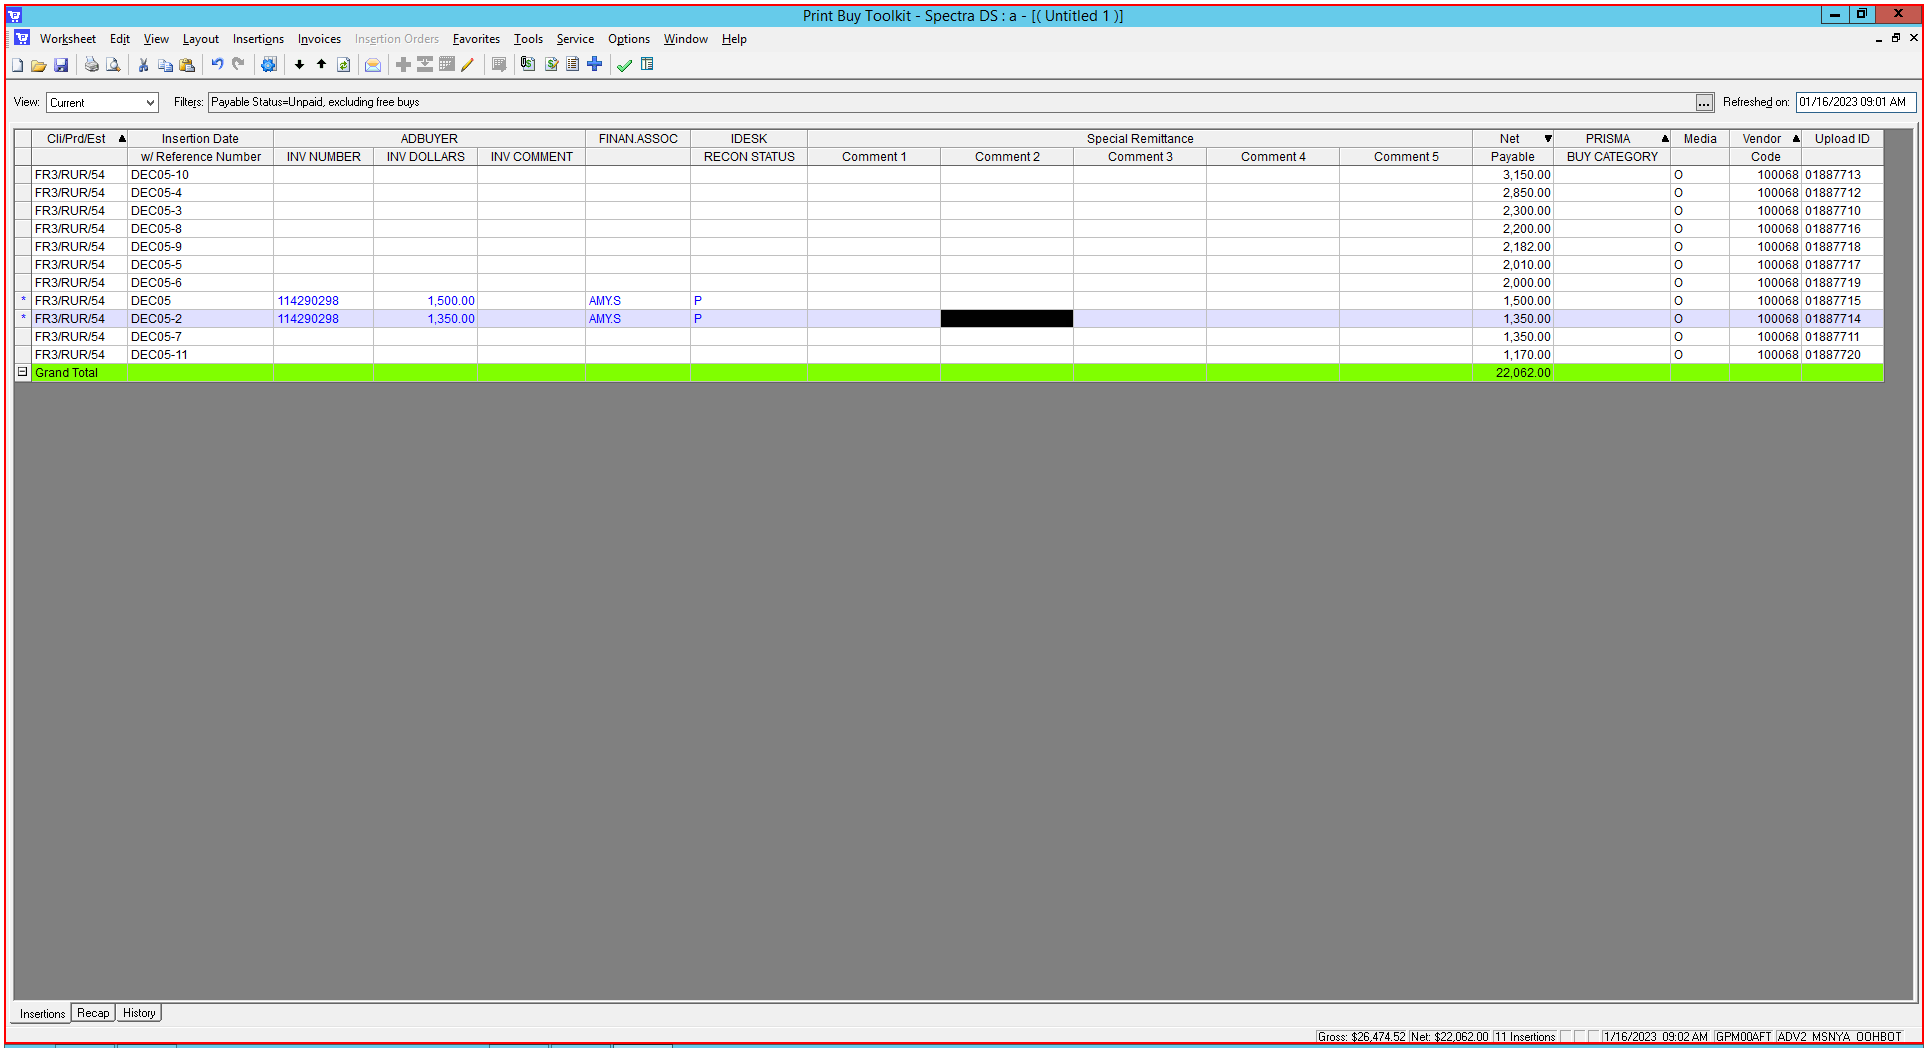 Print Buy Toolkit - Spectra DS : a - [( Untitled 1 )]
Worksheet Edit View Layout Insertions Invoices Insertion Orders Favorites Tools Service Options Window Help
View: Current Filters: Payable Status=Unpaid, excluding free buys ... Refreshed on: 01/16/2023 09:01 AM
Cli/Prd/Est Insertion Date ADBUYER FINAN.ASSOC IDESK Special Remittance Net PRISMA Media Vendor Upload ID
w/ Reference Number INV NUMBER INV DOLLARS INV COMMENT RECON STATUS Comment 1 Comment 2 Comment 3 Comment 4 Comment 5 Payable BUY CATEGORY Code
FR3/RUR/54 DEC05-10 3,150.00 O 100068 01887713
FR3/RUR/54 DEC05-4 2,850.00 O 100068 01887712
FR3/RUR/54 DEC05-3 2,300.00 O 100068 01887710
FR3/RUR/54 DEC05-8 2,200.00 O 100068 01887716
FR3/RUR/54 DEC05-9 2,182.00 O 100068 01887718
FR3/RUR/54 DEC05-5 2,010.00 O 100068 01887717
FR3/RUR/54 DEC05-6 2,000.00 O 100068 01887719
* FR3/RUR/54 DEC05 114290298 1,500.00 AMY.S P 1,500.00 O 100068 01887715
* FR3/RUR/54 DEC05-2 114290298 1,350.00 AMY.S P 1,350.00 O 100068 01887714
FR3/RUR/54 DEC05-7 1,350.00 O 100068 01887711
FR3/RUR/54 DEC05-11 1,170.00 O 100068 01887720
Grand Total 22,062.00
Insertions Recap History
Gross: $26,474.52 Net: $22,062.00 11 Insertions 1/16/2023 09:02 AM GPM00AFT ADV2 MSNYA OOHBOT